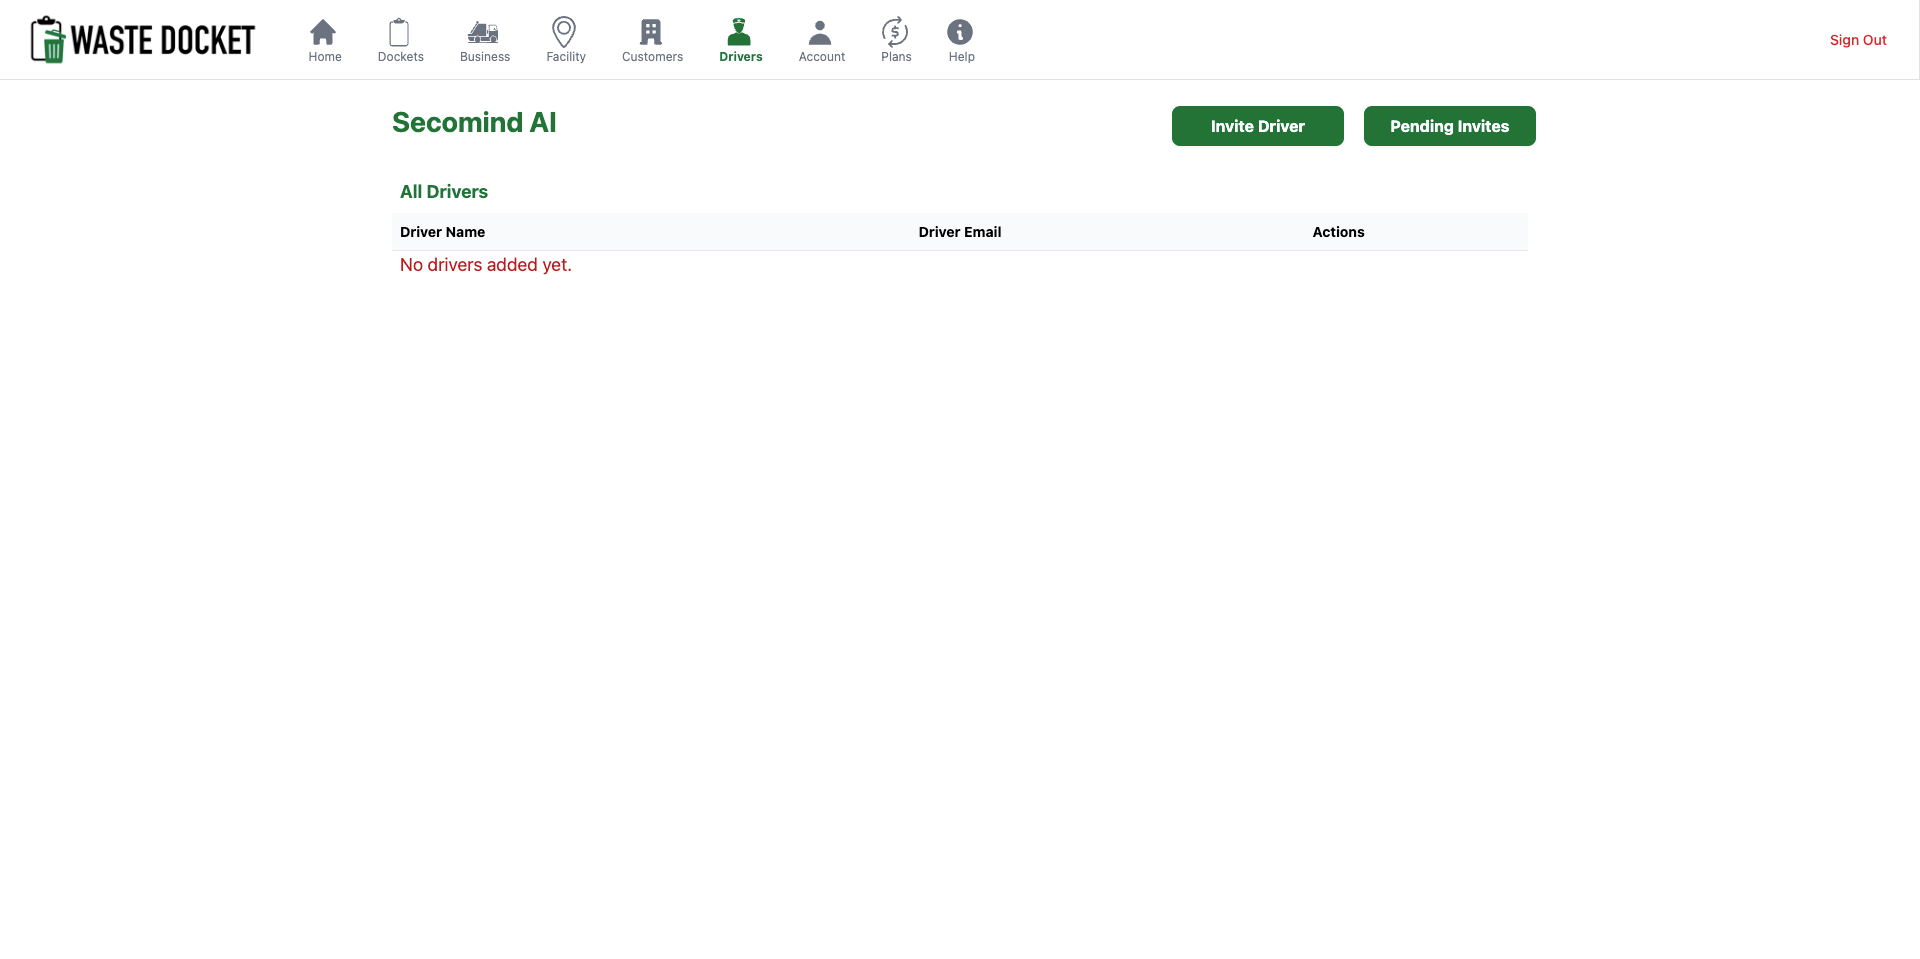 WASTE DOCKET
Home
Dockets
Business
Facility
Customers
Drivers
Account
Plans
Help
Sign Out
Secomind AI
Invite Driver
Pending Invites
All Drivers
Driver Name Driver Email Actions
No drivers added yet.